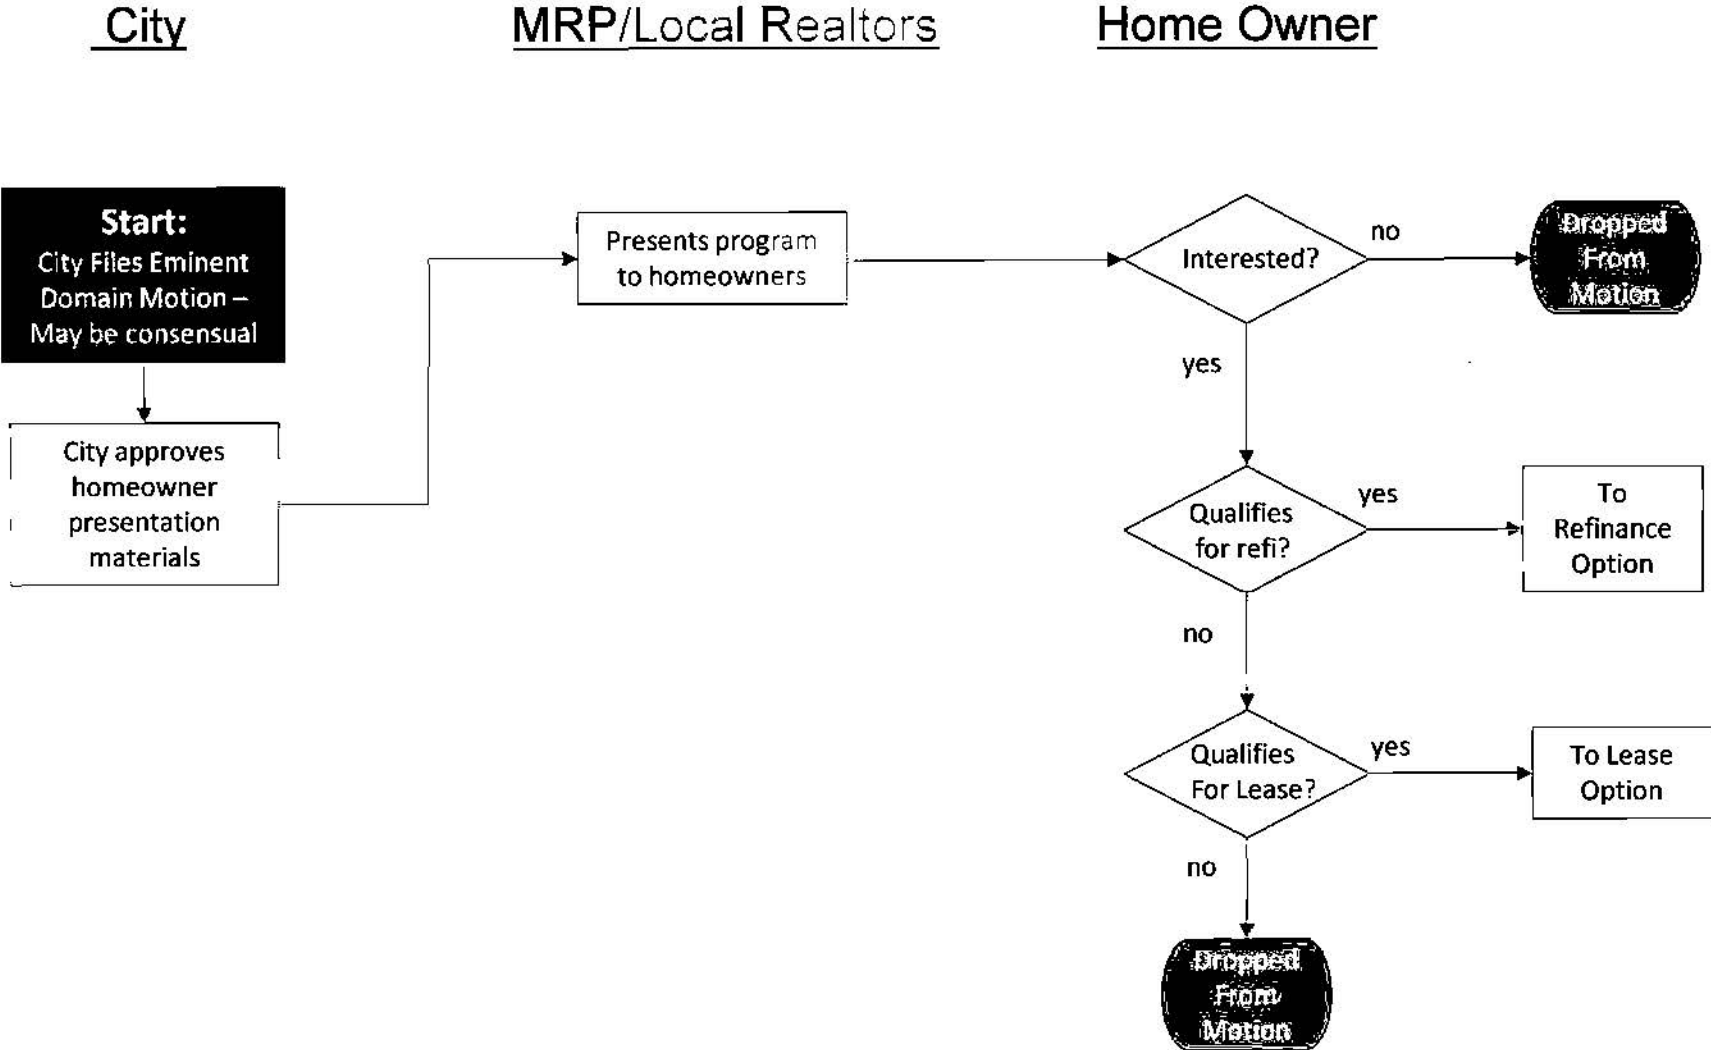 City
MRP/Local Realtors
Home Owner
Start:
City Files Eminent
Domain Motion –
May be consensual
City approves
homeowner
presentation
materials
Presents program
to homeowners
Interested?
no
Dropped
From
Motion
yes
Qualifies
for refi?
yes
To
Refinance
Option
no
Qualifies
For Lease?
yes
To Lease
Option
no
Dropped
From
Motion